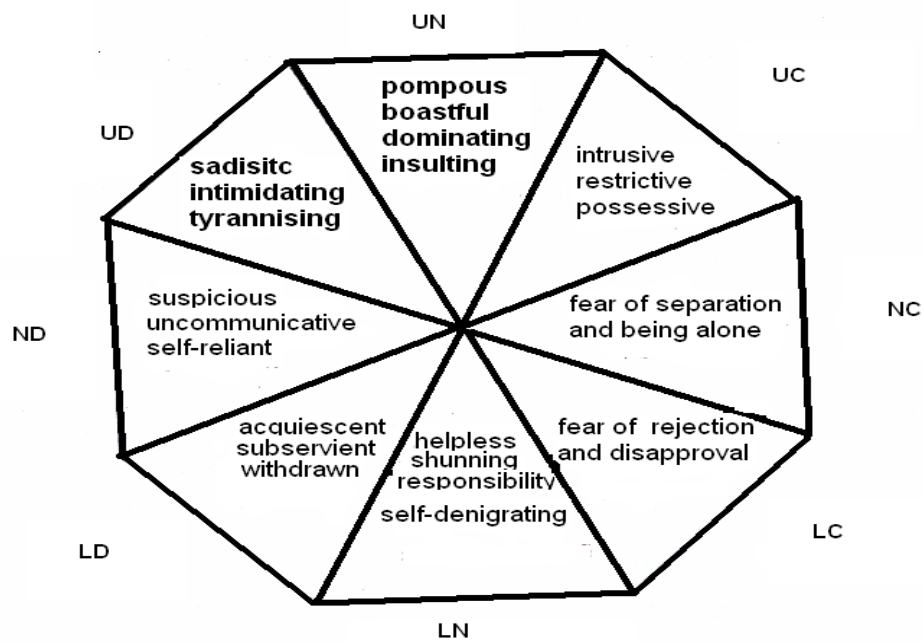 UN
UC
UD
pompous
boastful
dominating
insulting
sadisitc
intimidating
tyrannising
intrusive
restrictive
possessive
ND
suspicious
uncommunicative
self-reliant
fear of separation
and being alone
NC
acquiescent
subservient
withdrawn
helpless
shunning
responsibility
self-denigrating
fear of rejection
and disapproval
LD
LC
LN